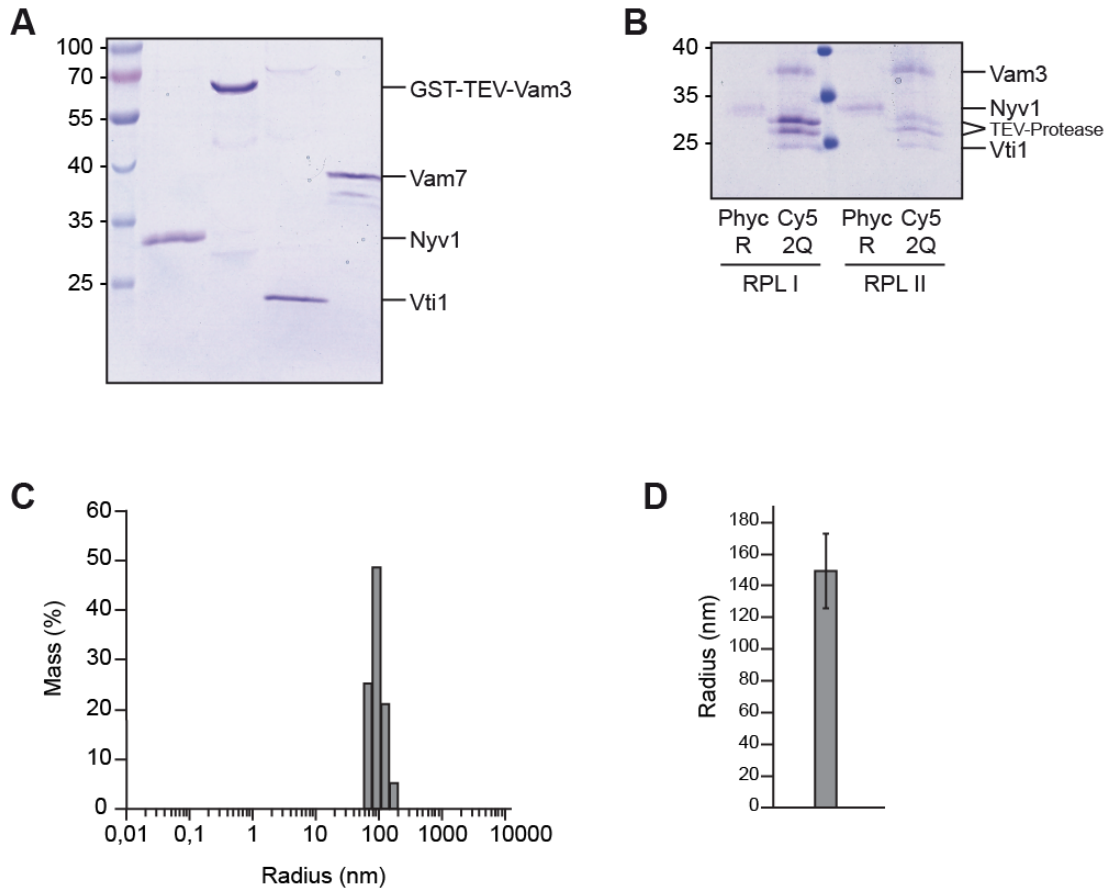 A
100
70
55
40
35
25
GST-TEV-Vam3
Vam7
Nyv1
Vti1
B
40
35
25
Vam3
Nyv1
TEV-Protease
Vti1
Phyc Cy5 Phyc Cy5
R 2Q R 2Q
RPL I RPL II
C
60
50
40
30
20
10
0
Mass (%)
0,01 0,1 1 10 100 1000 10000
Radius (nm)
D
180
160
140
120
100
80
60
40
20
0
Radius (nm)